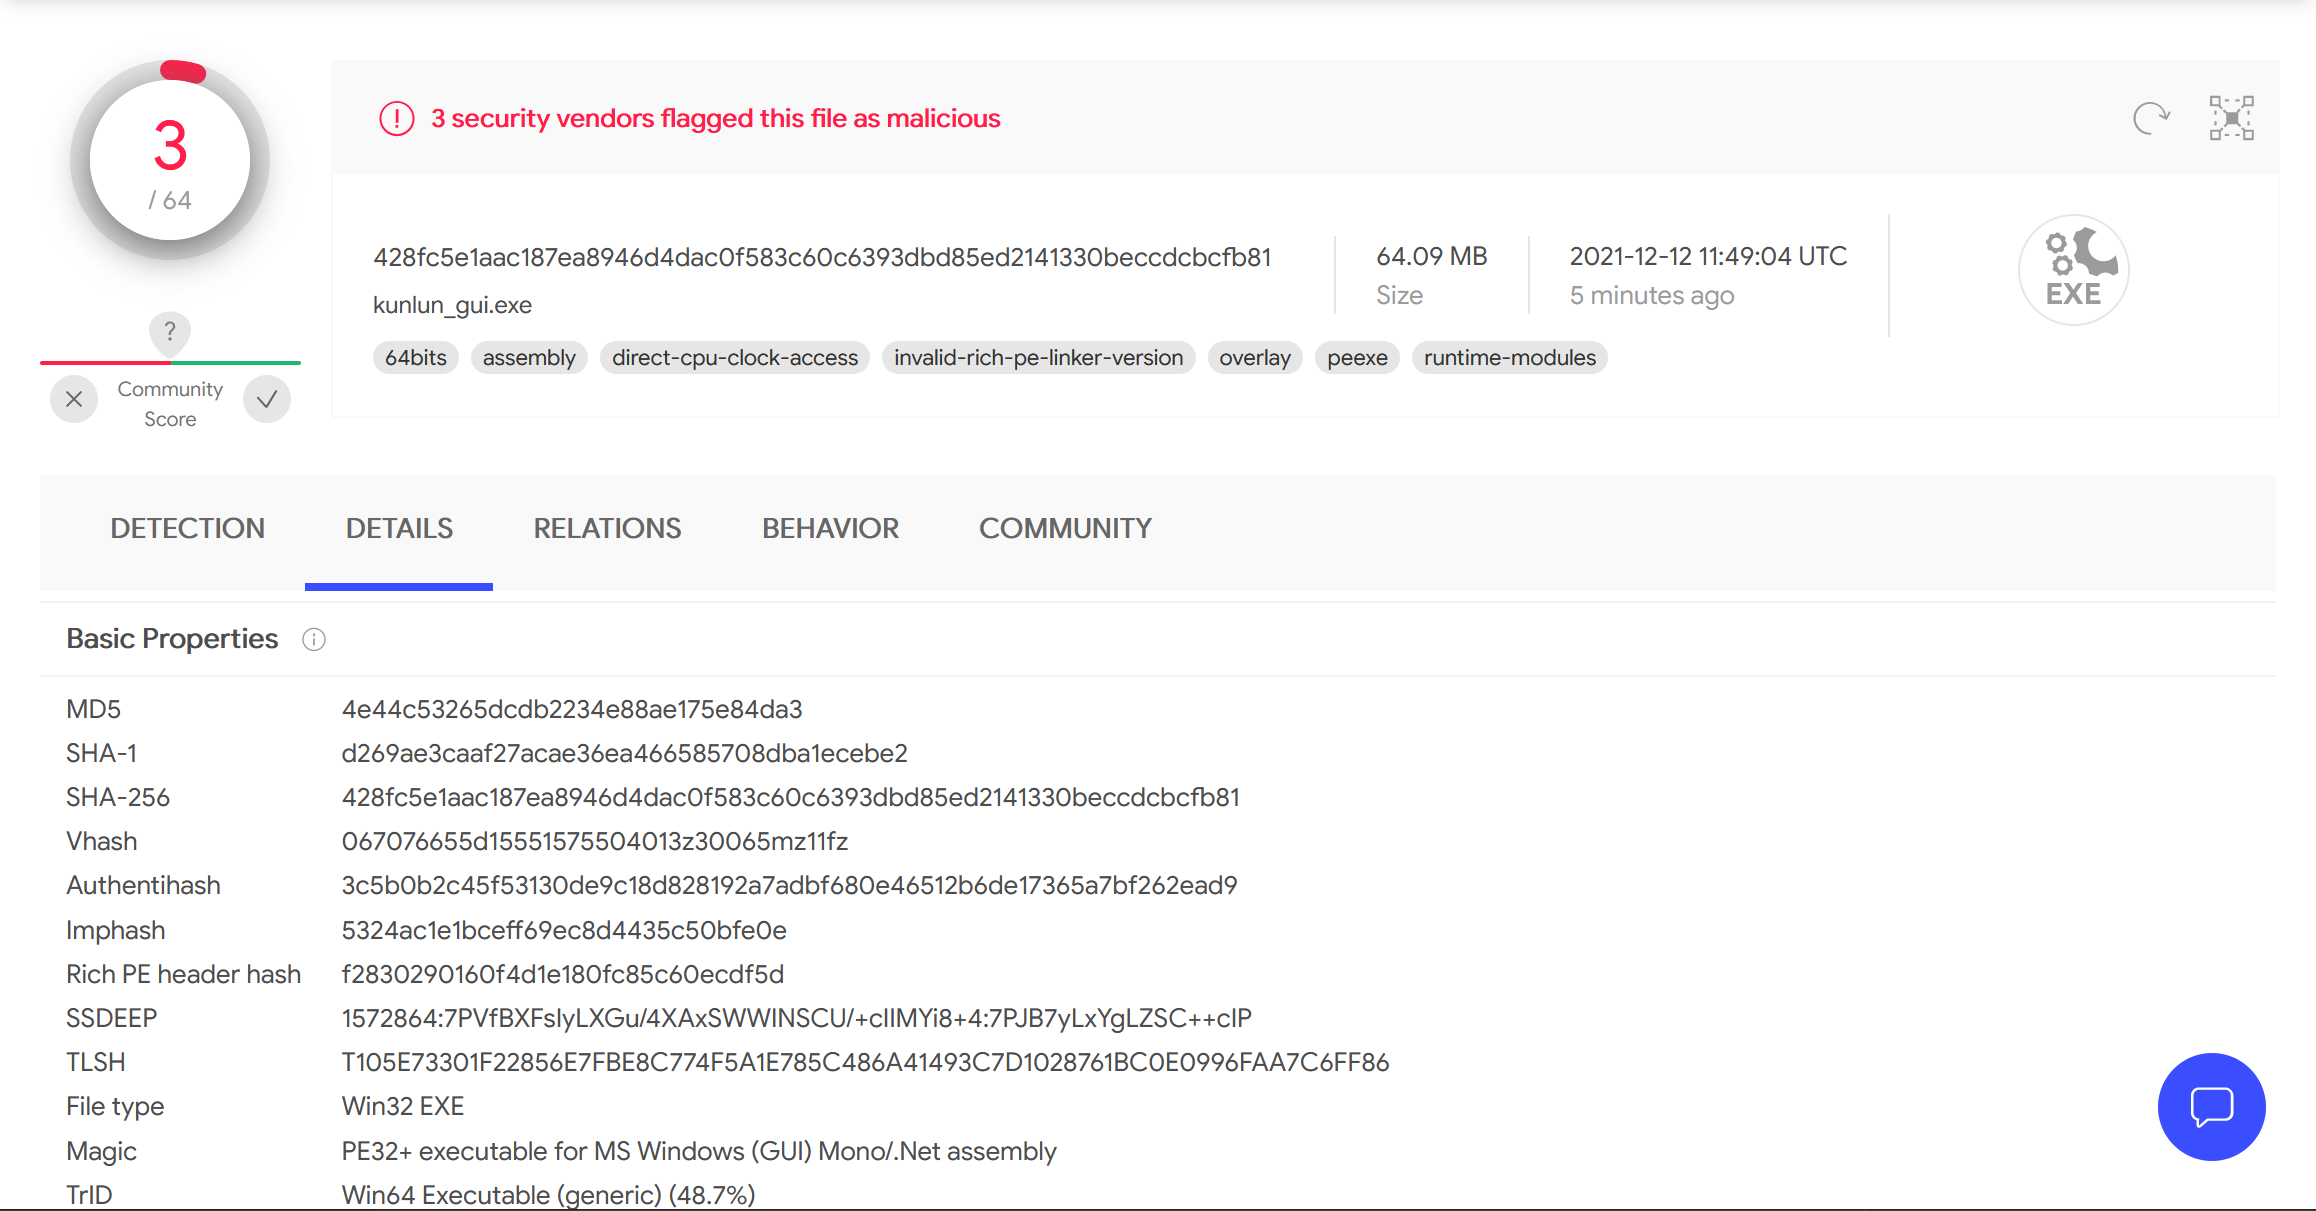 3
/ 64
?
Community
Score
3 security vendors flagged this file as malicious
428fc5e1aac187ea8946d4dac0f583c60c6393dbd85ed2141330beccdcbcfb81
kunlun_gui.exe
64bits assembly direct-cpu-clock-access invalid-rich-pe-linker-version overlay peexe runtime-modules
64.09 MB
Size
2021-12-12 11:49:04 UTC
5 minutes ago
EXE
DETECTION DETAILS RELATIONS BEHAVIOR COMMUNITY
Basic Properties
MD5 4e44c53265dcdb2234e88ae175e84da3
SHA-1 d269ae3caaf27acae36ea466585708dba1ecebe2
SHA-256 428fc5e1aac187ea8946d4dac0f583c60c6393dbd85ed2141330beccdcbcfb81
Vhash 067076655d15551575504013z30065mz11fz
Authentihash 3c5b0b2c45f53130de9c18d828192a7adbf680e46512b6de17365a7bf262ead9
Imphash 5324ac1e1bceff69ec8d4435c50bfe0e
Rich PE header hash f2830290160f4d1e180fc85c60ecdf5d
SSDEEP 1572864:7PVfBXFsIyLXGu/4XAxSWWINSCU/+clIMYi8+4:7PJB7yLxYgLZSC++cIP
TLSH T105E73301F22856E7FBE8C774F5A1E785C486A41493C7D1028761BC0E0996FAA7C6FF86
File type Win32 EXE
Magic PE32+ executable for MS Windows (GUI) Mono/.Net assembly
TrID Win64 Executable (generic) (48.7%)